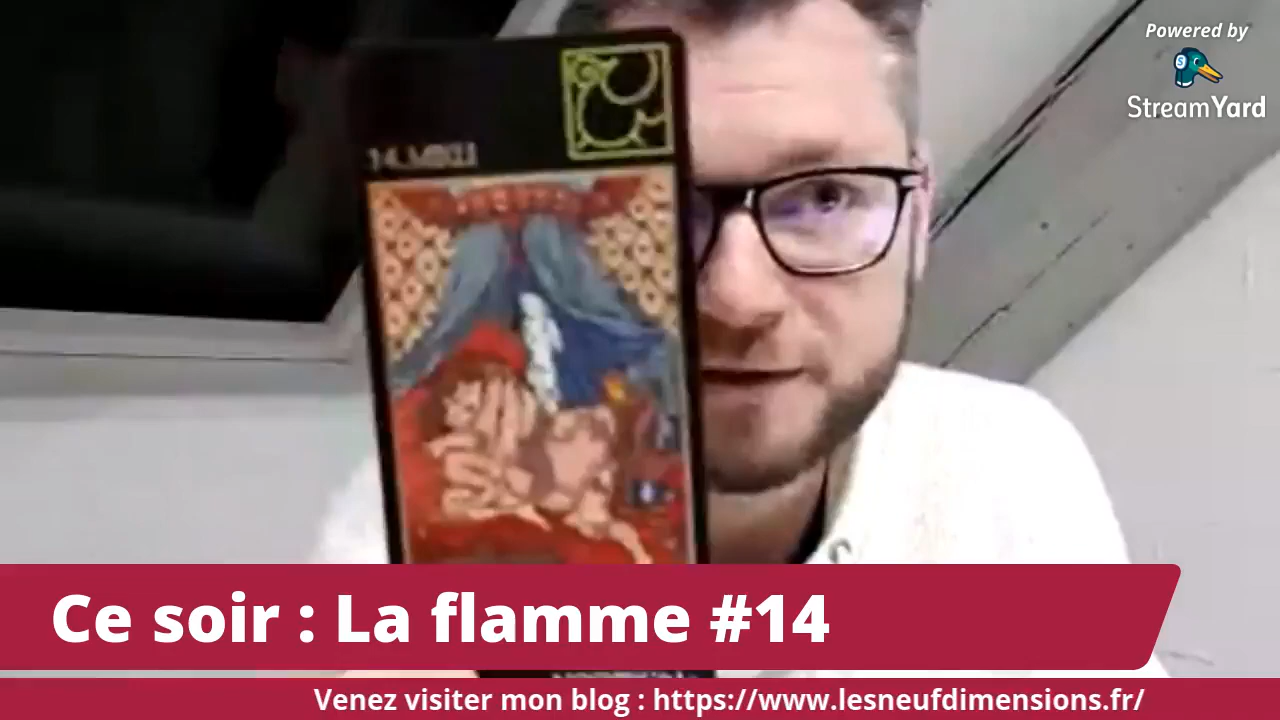 Powered by
StreamYard
Ce soir : La flamme #14
Venez visiter mon blog : https://www.lesneufdimensions.fr/